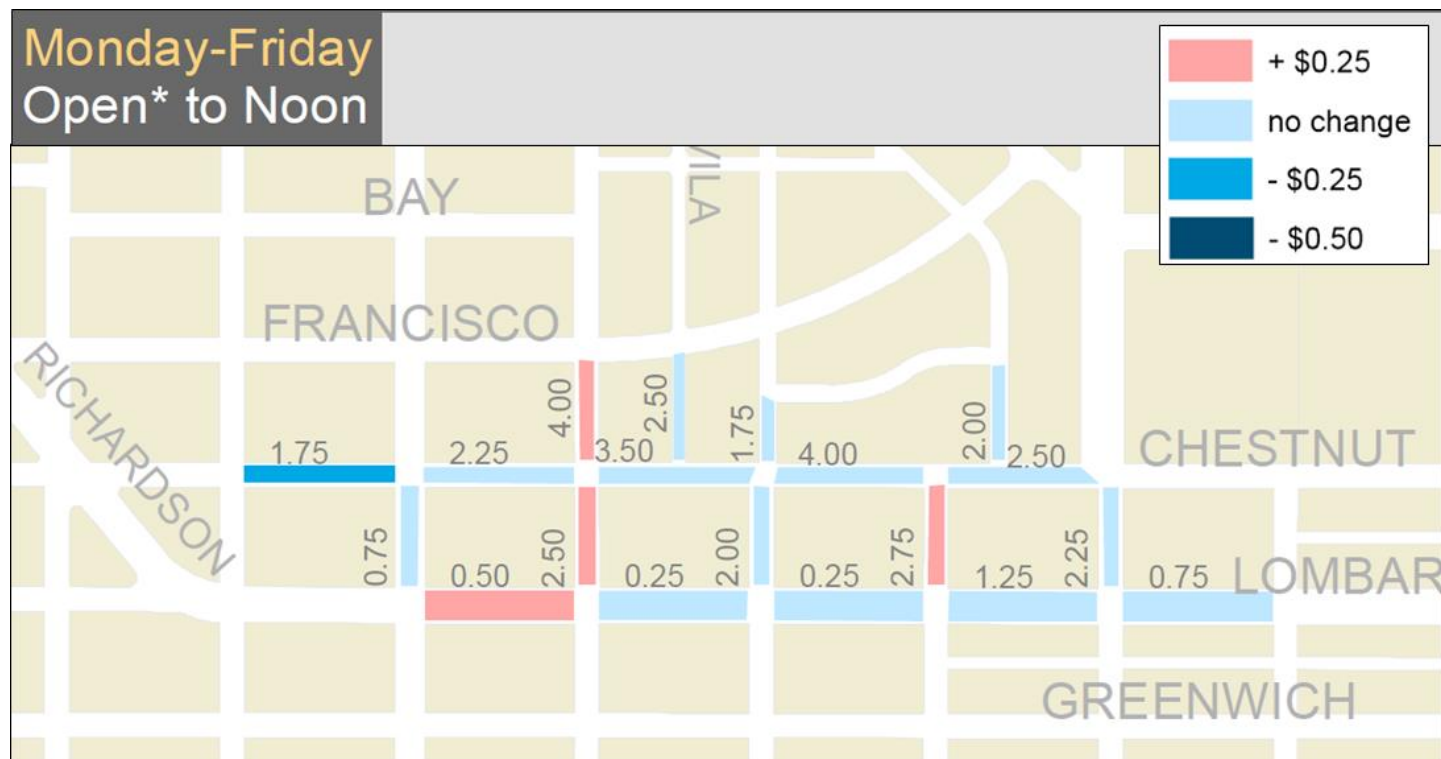 Monday-Friday
Open* to Noon
+ $0.25
no change
- $0.25
- $0.50
BAY
VILA
FRANCISCO
RICHARDSON
4.00
2.50
1.75
2.00
1.75
2.25
3.50
4.00
2.50
CHESTNUT
0.75
2.50
2.00
2.75
2.25
0.50
0.25
0.25
1.25
0.75
LOMBAR
GREENWICH